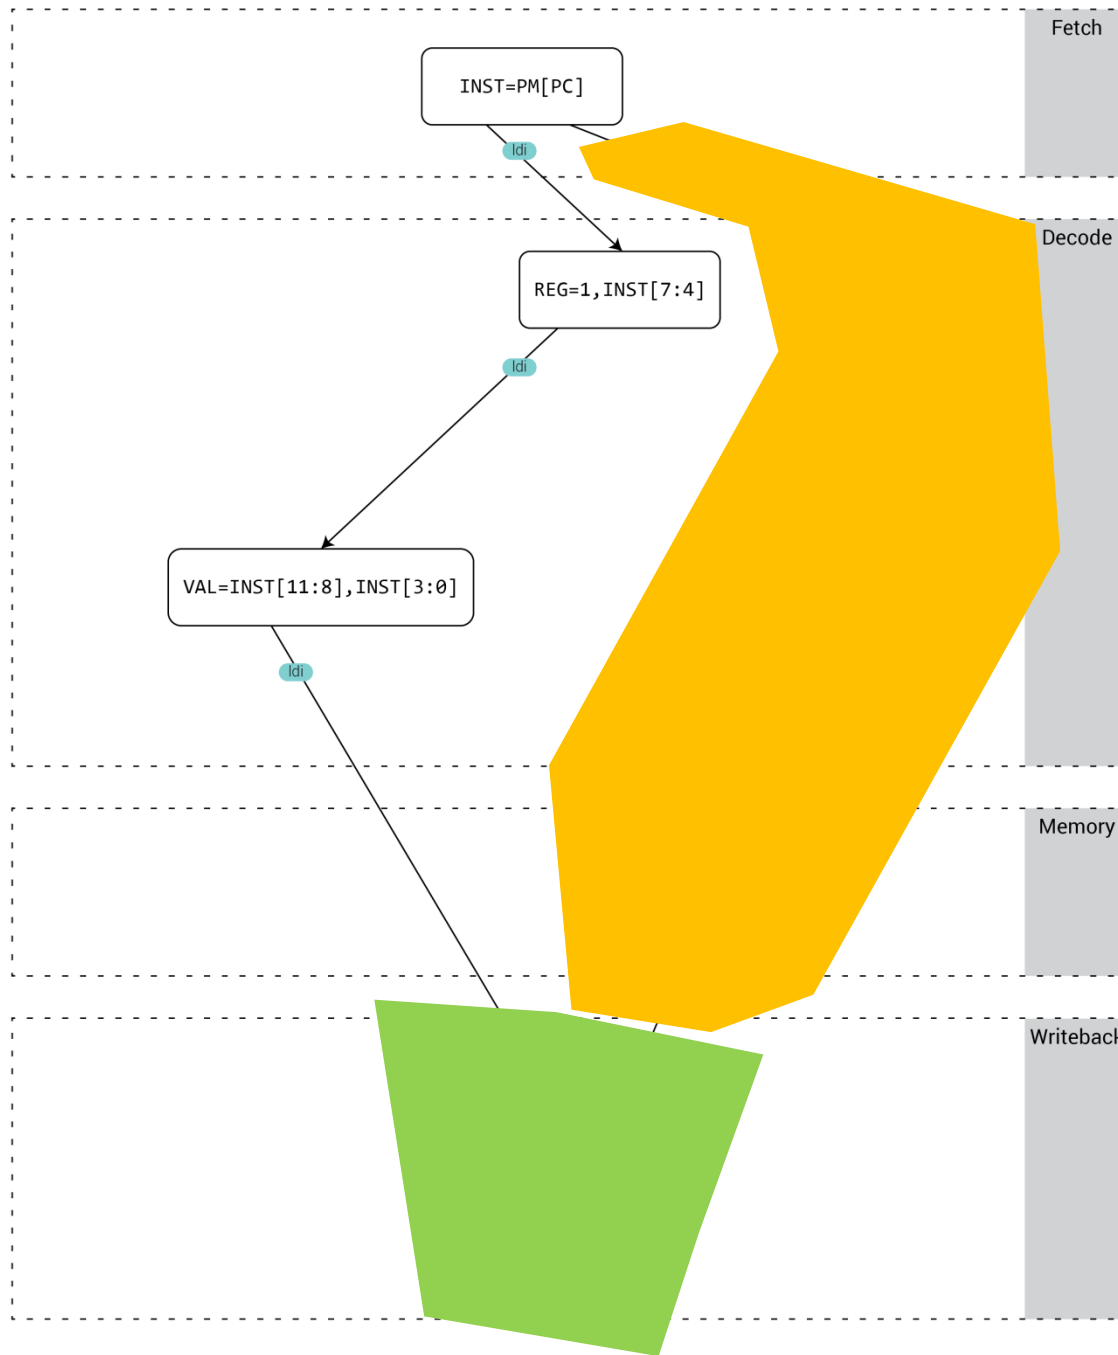 Fetch
INST=PM[PC]
ldi
Decode
REG=1,INST[7:4]
ldi
VAL=INST[11:8],INST[3:0]
ldi
Memory
Writeback